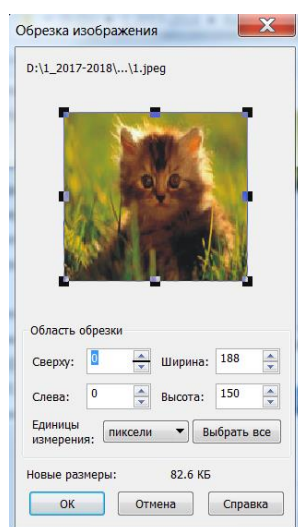 Обрезка изображения
D:\1_2017-2018\...\1.jpeg
Область обрезки
Сверху: 0 Ширина: 188
Слева: 0 Высота: 150
Единицы измерения: пиксели Выбрать все
Новые размеры: 82.6 КБ
ОК Отмена Справка